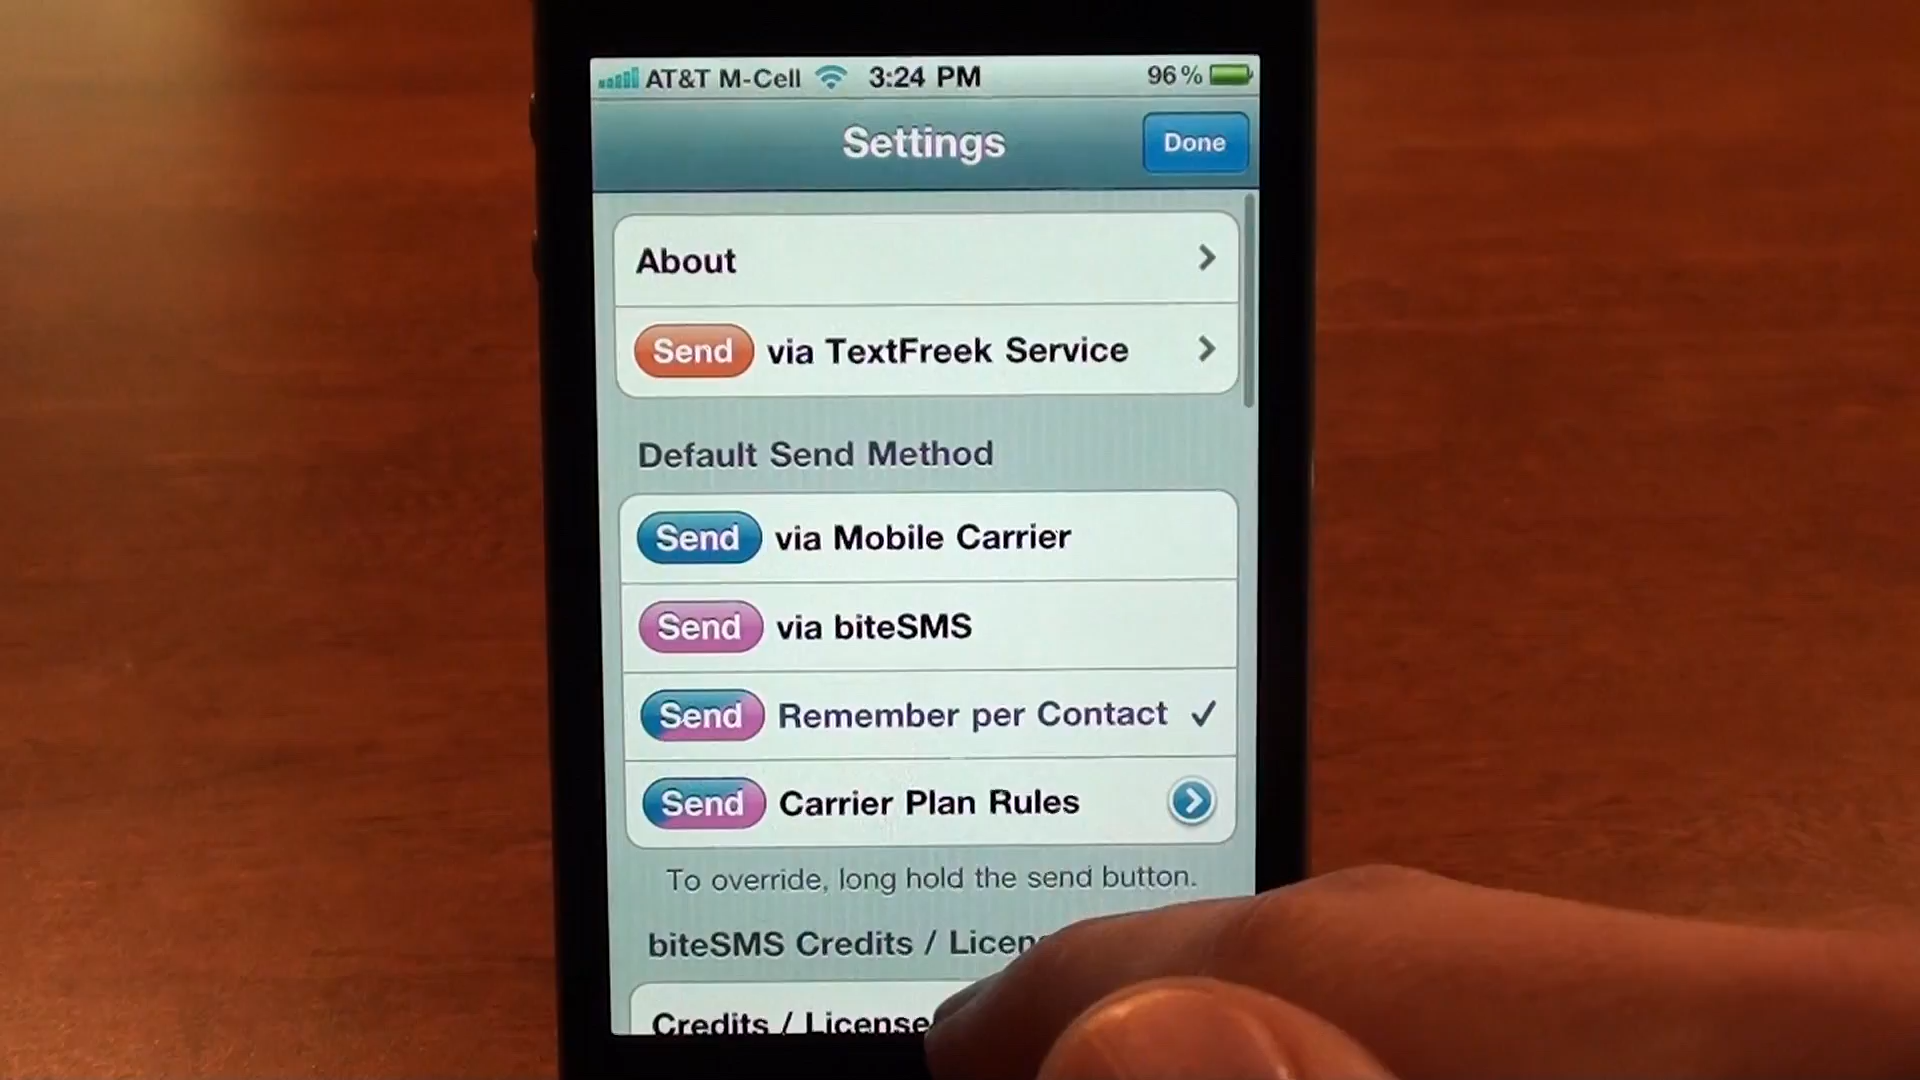 AT&T M-Cell 3:24 PM 96%
Settings Done
About
Send via TextFreek Service
Default Send Method
Send via Mobile Carrier
Send via biteSMS
Send Remember per Contact
Send Carrier Plan Rules
To override, long hold the send button.
biteSMS Credits /
Credits / License